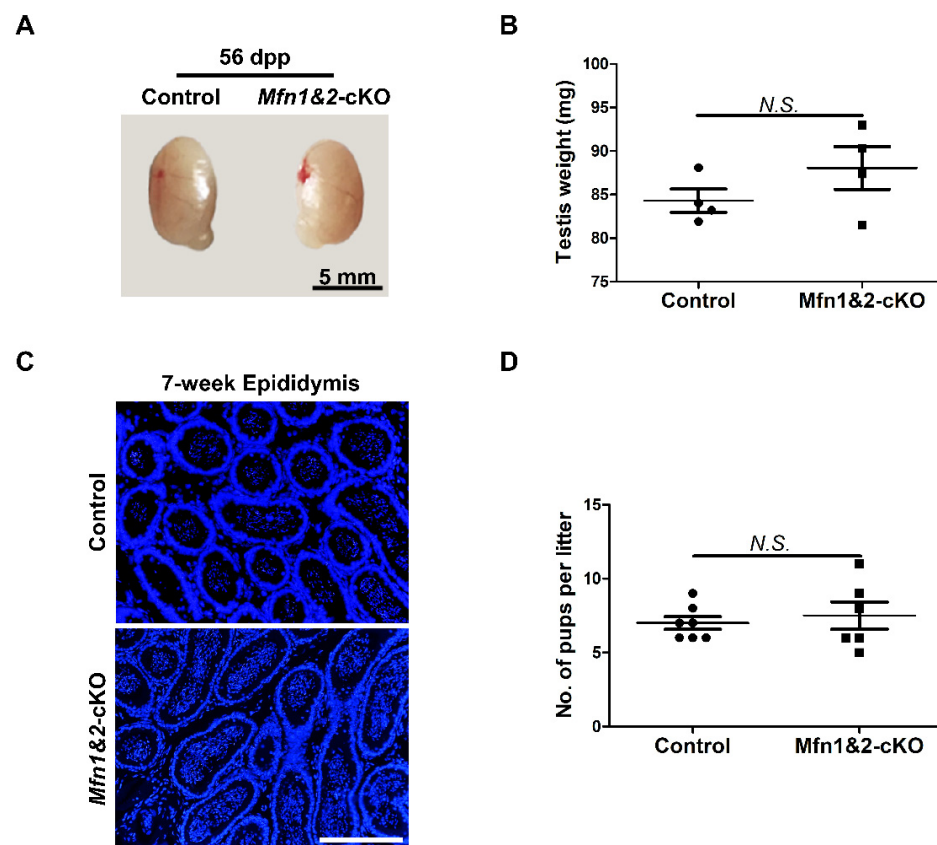 A
56 dpp
Control Mfn1&2-cKO
5 mm
B
Testis weight (mg)
100
95
90
85
80
75
N.S.
Control Mfn1&2-cKO
C
7-week Epididymis
Control
Mfn1&2-cKO
D
No. of pups per litter
15
10
5
0
N.S.
Control Mfn1&2-cKO